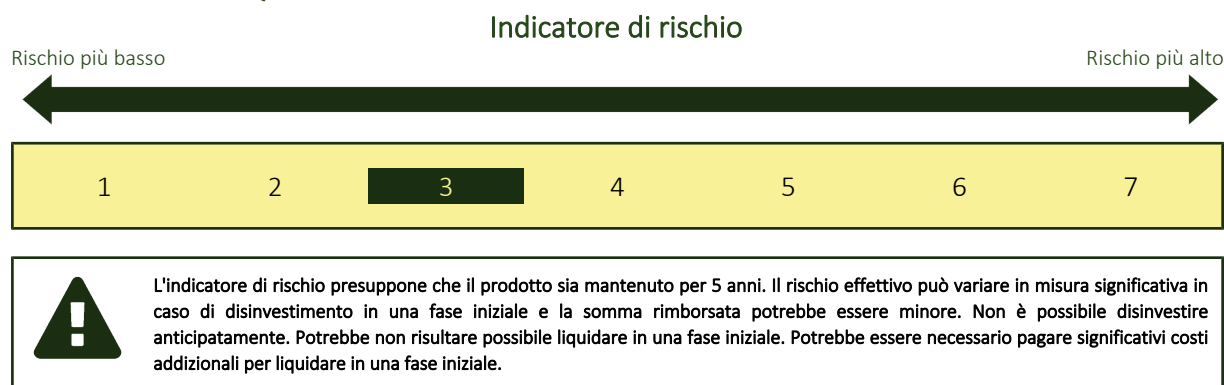 Indicatore di rischio
Rischio più basso
Rischio più alto
1 2 3 4 5 6 7
L'indicatore di rischio presuppone che il prodotto sia mantenuto per 5 anni. Il rischio effettivo può variare in misura significativa in
caso di disinvestimento in una fase iniziale e la somma rimborsata potrebbe essere minore. Non è possibile disinvestire
anticipatamente. Potrebbe non risultare possibile liquidare in una fase iniziale. Potrebbe essere necessario pagare significativi costi
addizionali per liquidare in una fase iniziale.